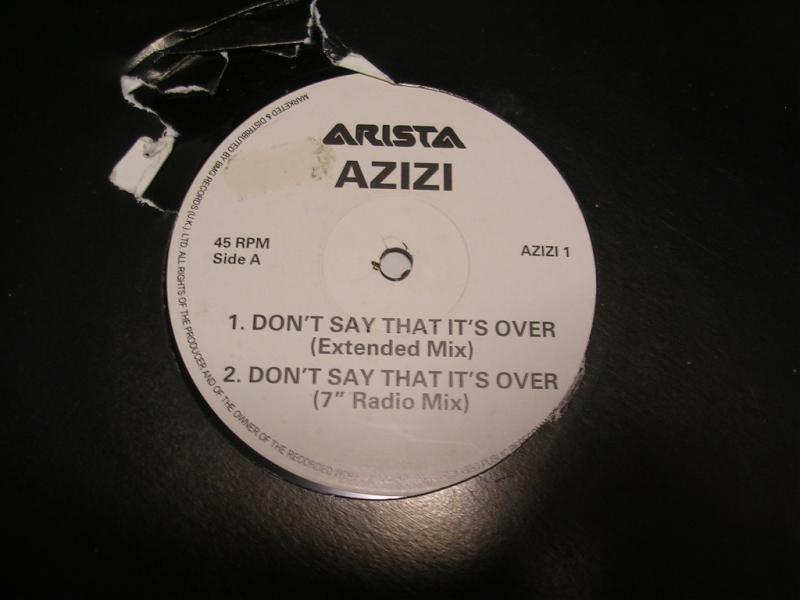 ARISTA
AZIZI
45 RPM
Side A
AZIZI 1
1. DON'T SAY THAT IT'S OVER
(Extended Mix)
2. DON'T SAY THAT IT'S OVER
(7” Radio Mix)
MARKETED & DISTRIBUTED BY BMG RECORDS (U.K.) LTD. ALL RIGHTS OF THE PRODUCER AND OF THE OWNER OF THE RECORDED WORK